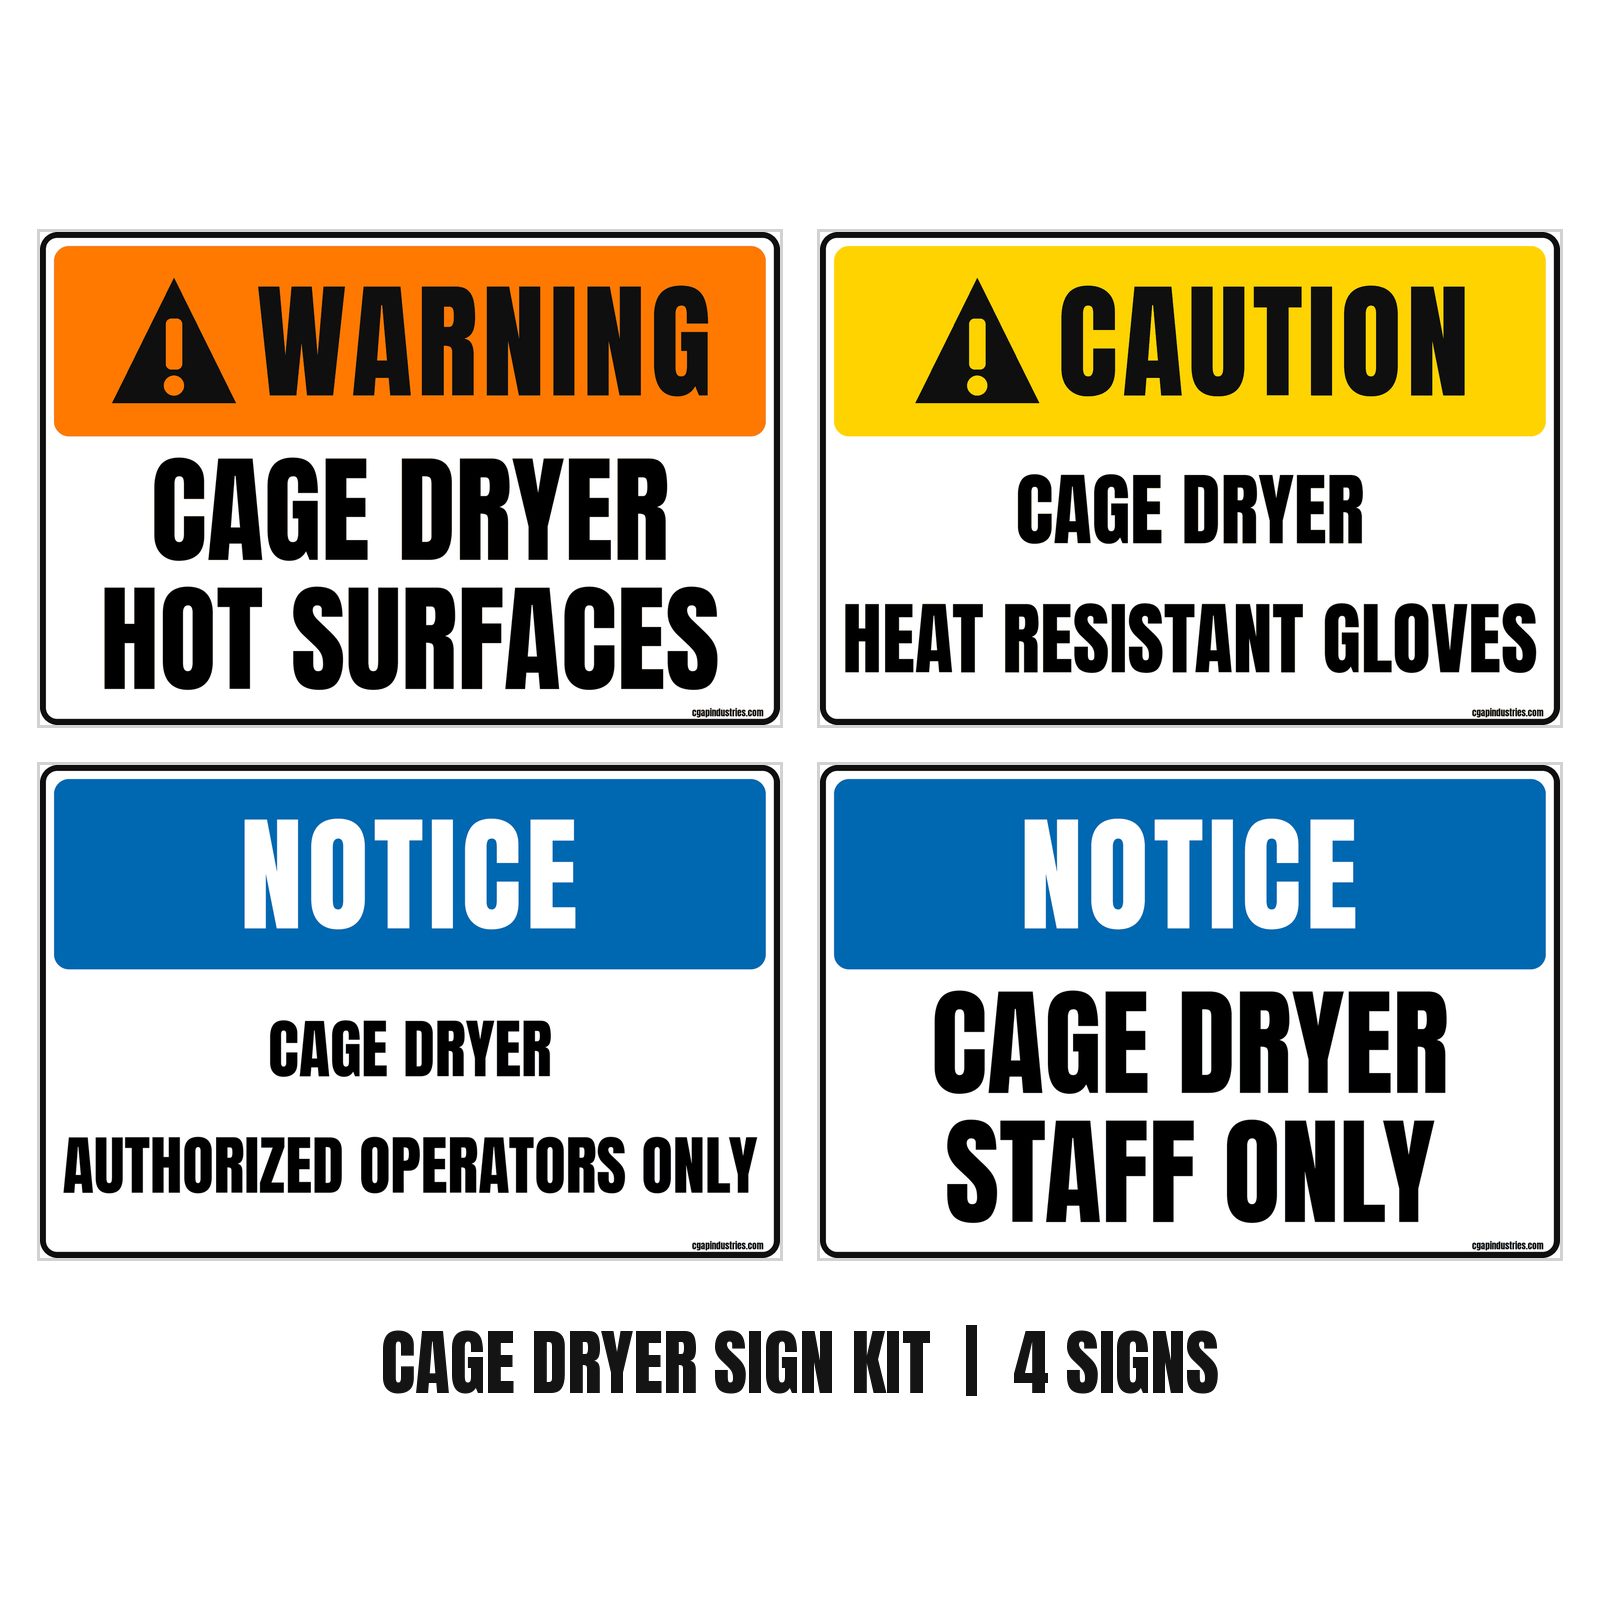 WARNING
CAGE DRYER
HOT SURFACES
cgapindustries.com
CAUTION
CAGE DRYER
HEAT RESISTANT GLOVES
cgapindustries.com
NOTICE
CAGE DRYER
AUTHORIZED OPERATORS ONLY
cgapindustries.com
NOTICE
CAGE DRYER
STAFF ONLY
cgapindustries.com
CAGE DRYER SIGN KIT | 4 SIGNS